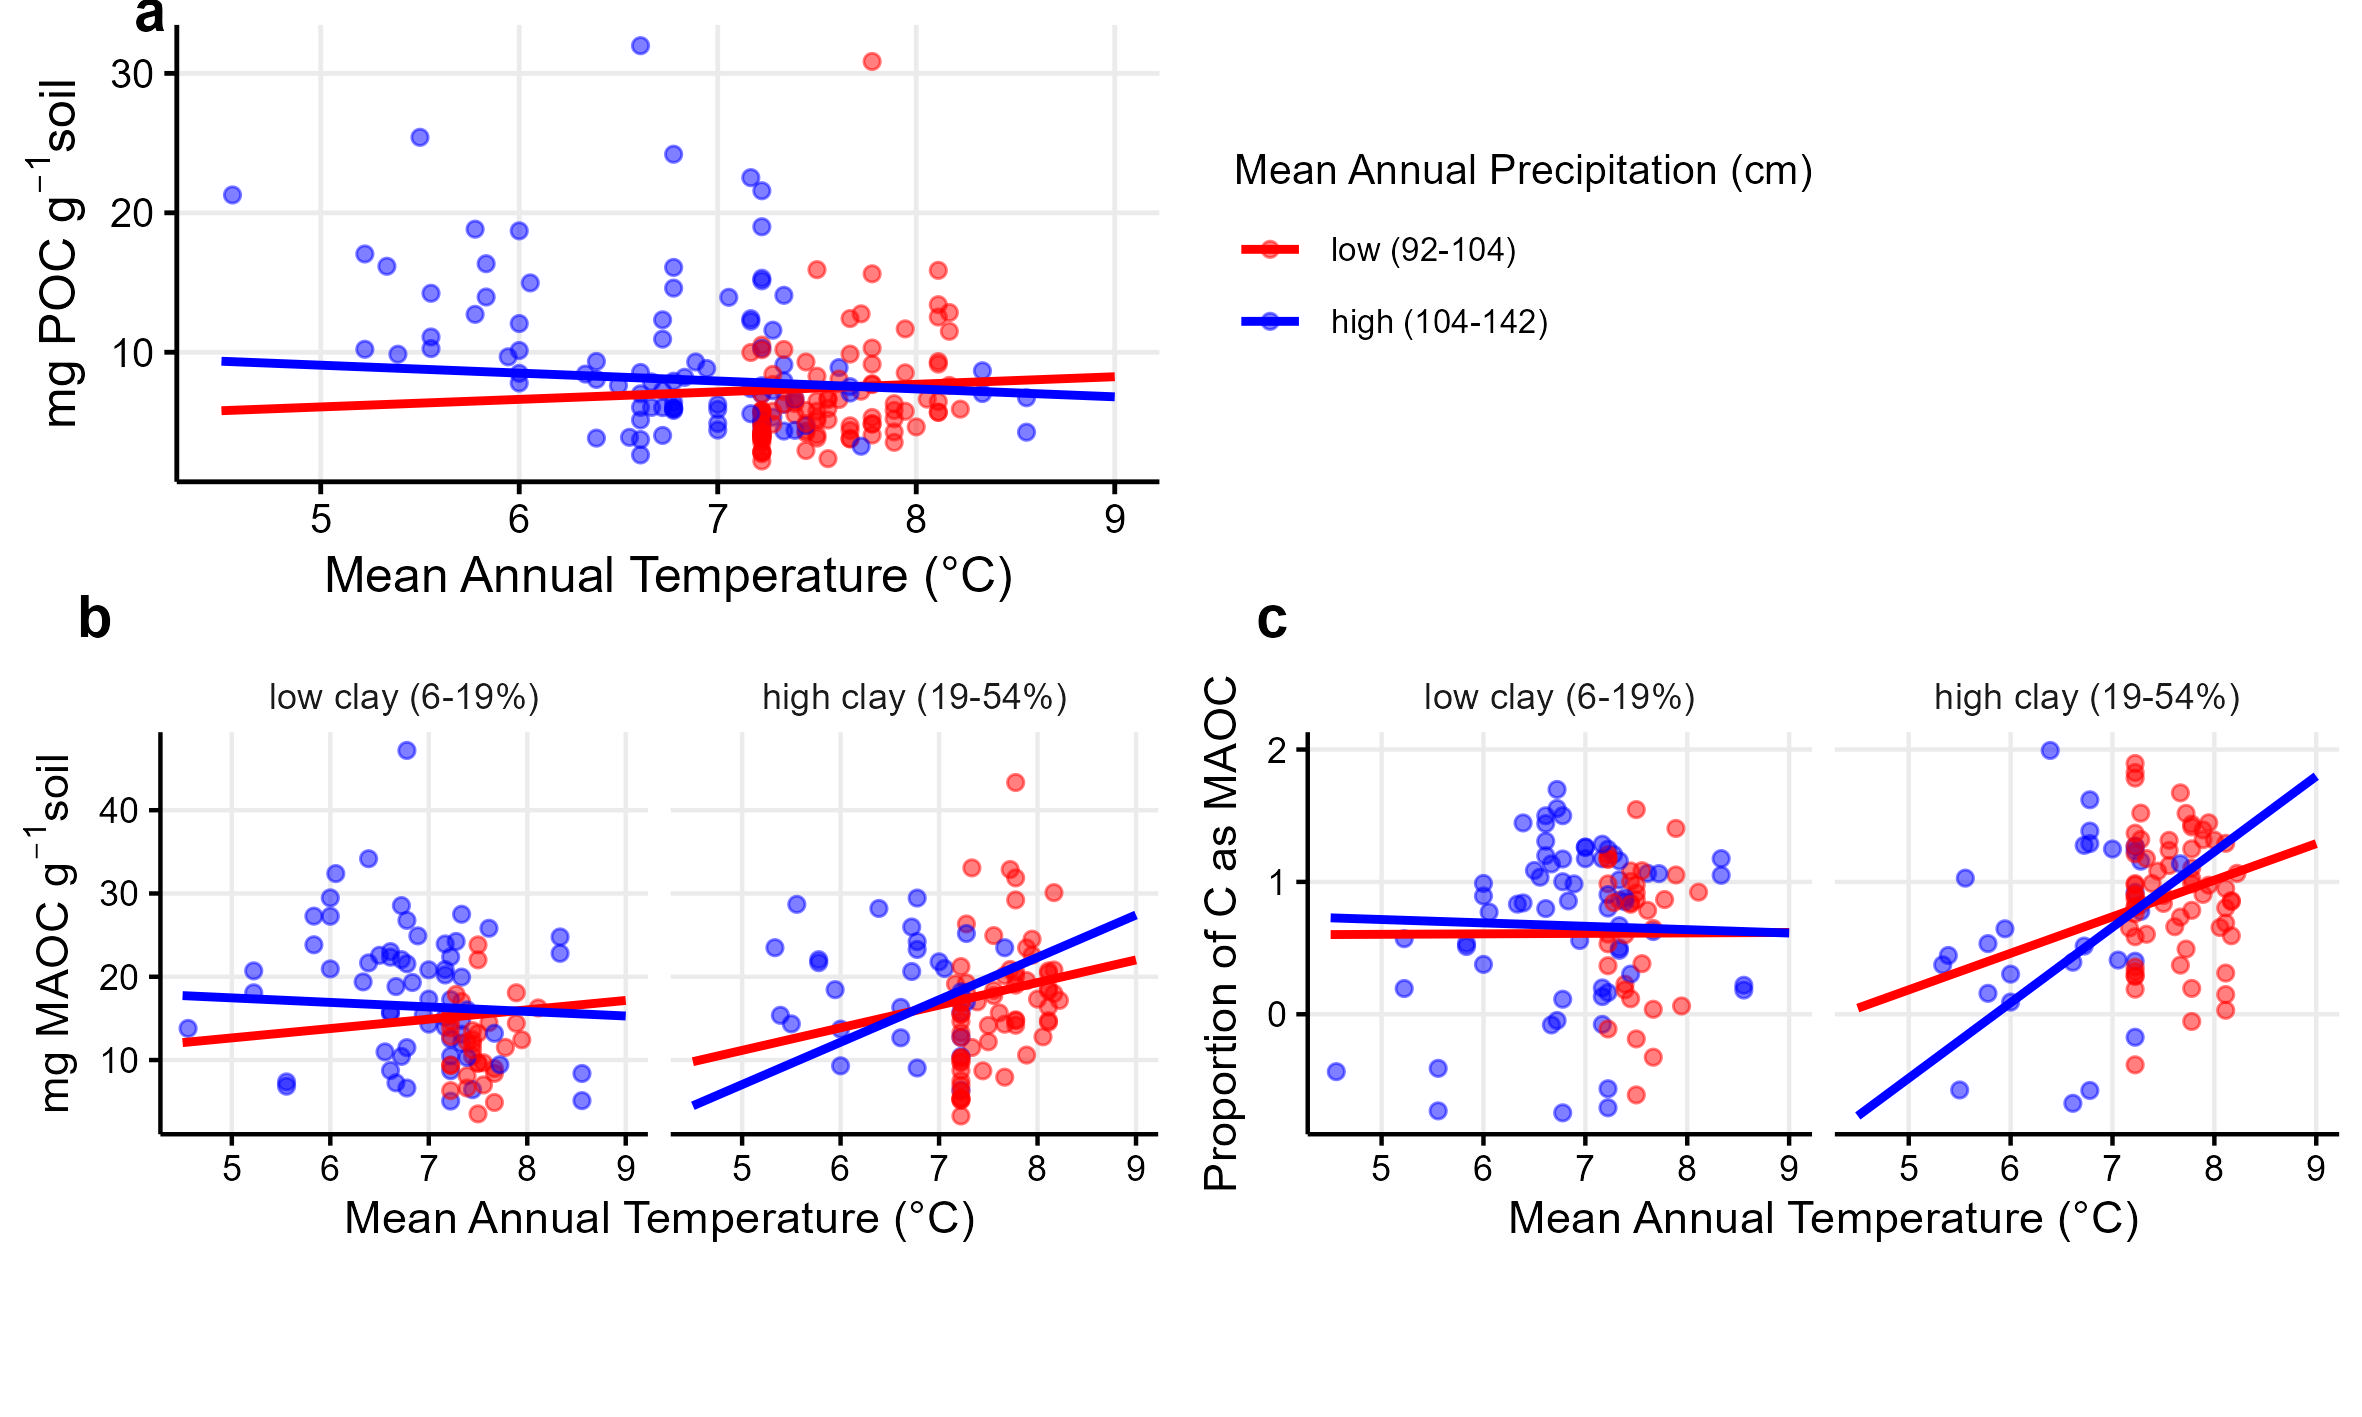 a
30
20
10
mg POC g⁻¹soil
5 6 7 8 9
Mean Annual Temperature (°C)
Mean Annual Precipitation (cm)
low (92-104)
high (104-142)
b
low clay (6-19%) high clay (19-54%)
40
30
20
10
mg MAOC g⁻¹soil
5 6 7 8 9 5 6 7 8 9
Mean Annual Temperature (°C)
c
low clay (6-19%) high clay (19-54%)
2
1
0
Proportion of C as MAOC
5 6 7 8 9 5 6 7 8 9
Mean Annual Temperature (°C)